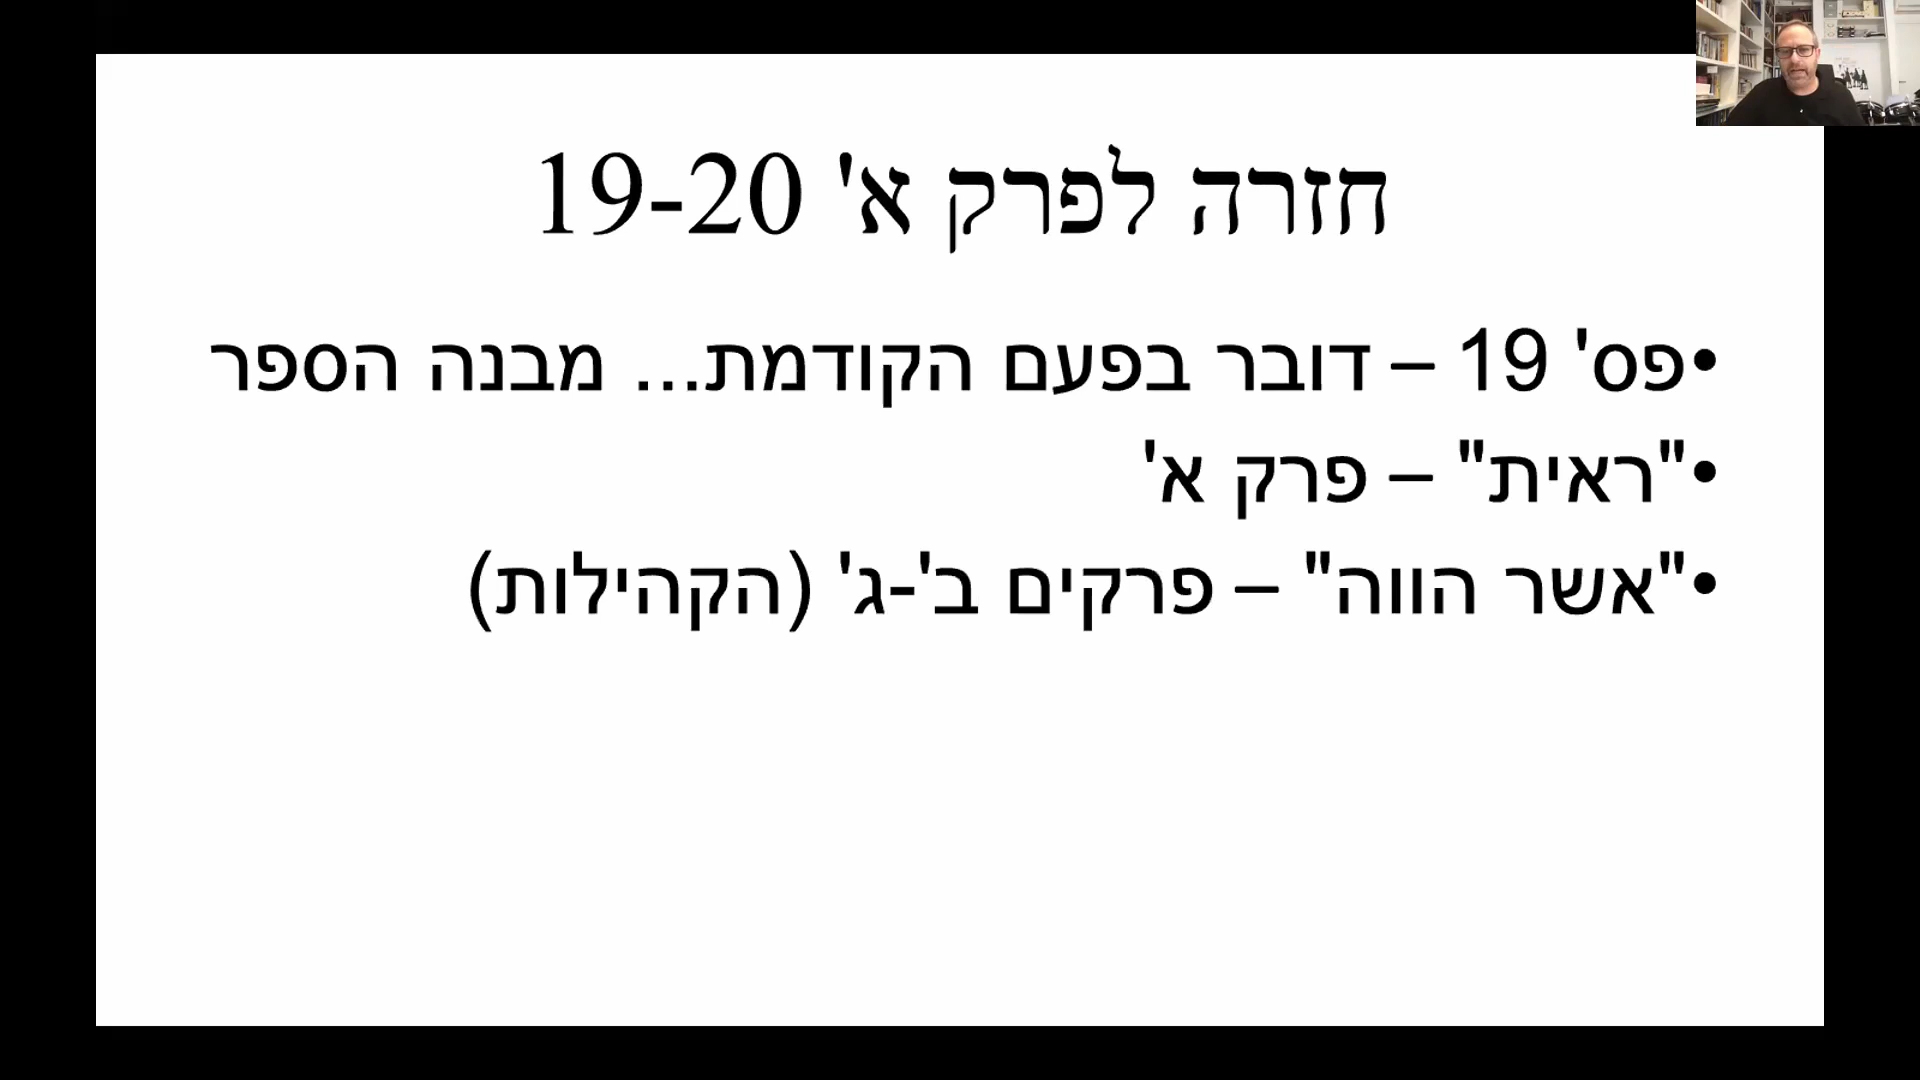 חזרה לפרק א' 19-20
•פס' 19 – דובר בפעם הקודמת... מבנה הספר
•"ראית" – פרק א'
•"אשר הווה" – פרקים ב'-ג' (הקהילות)